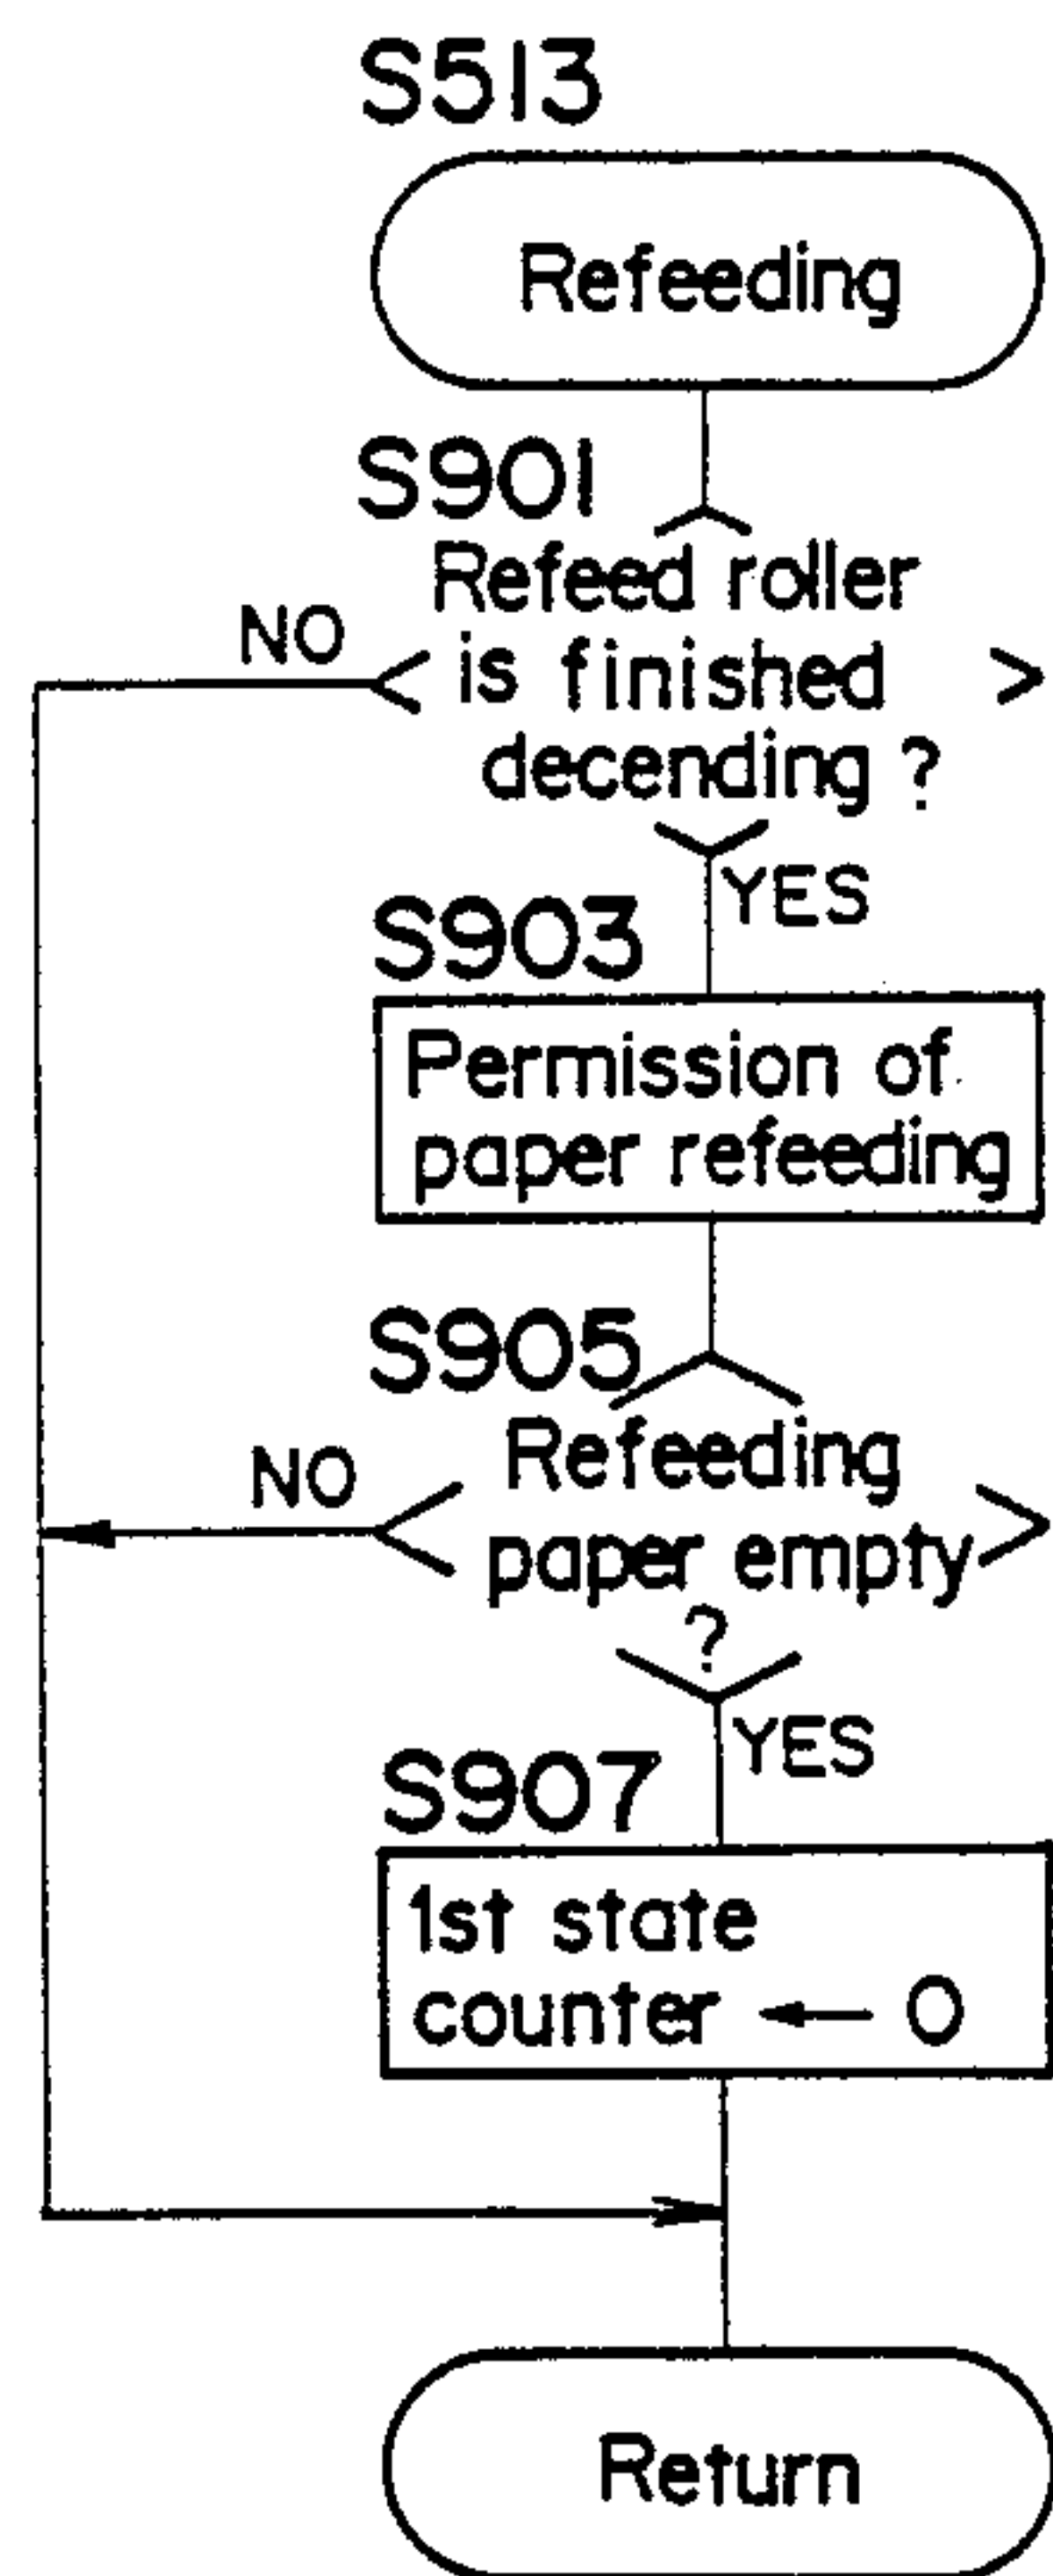 S513
Refeeding
S901
Refeed roller
NO
is finished
decending ?
YES
S903
Permission of
paper refeeding
S905
Refeeding
NO
paper empty
?
YES
S907
1st state
counter ← 0
Return